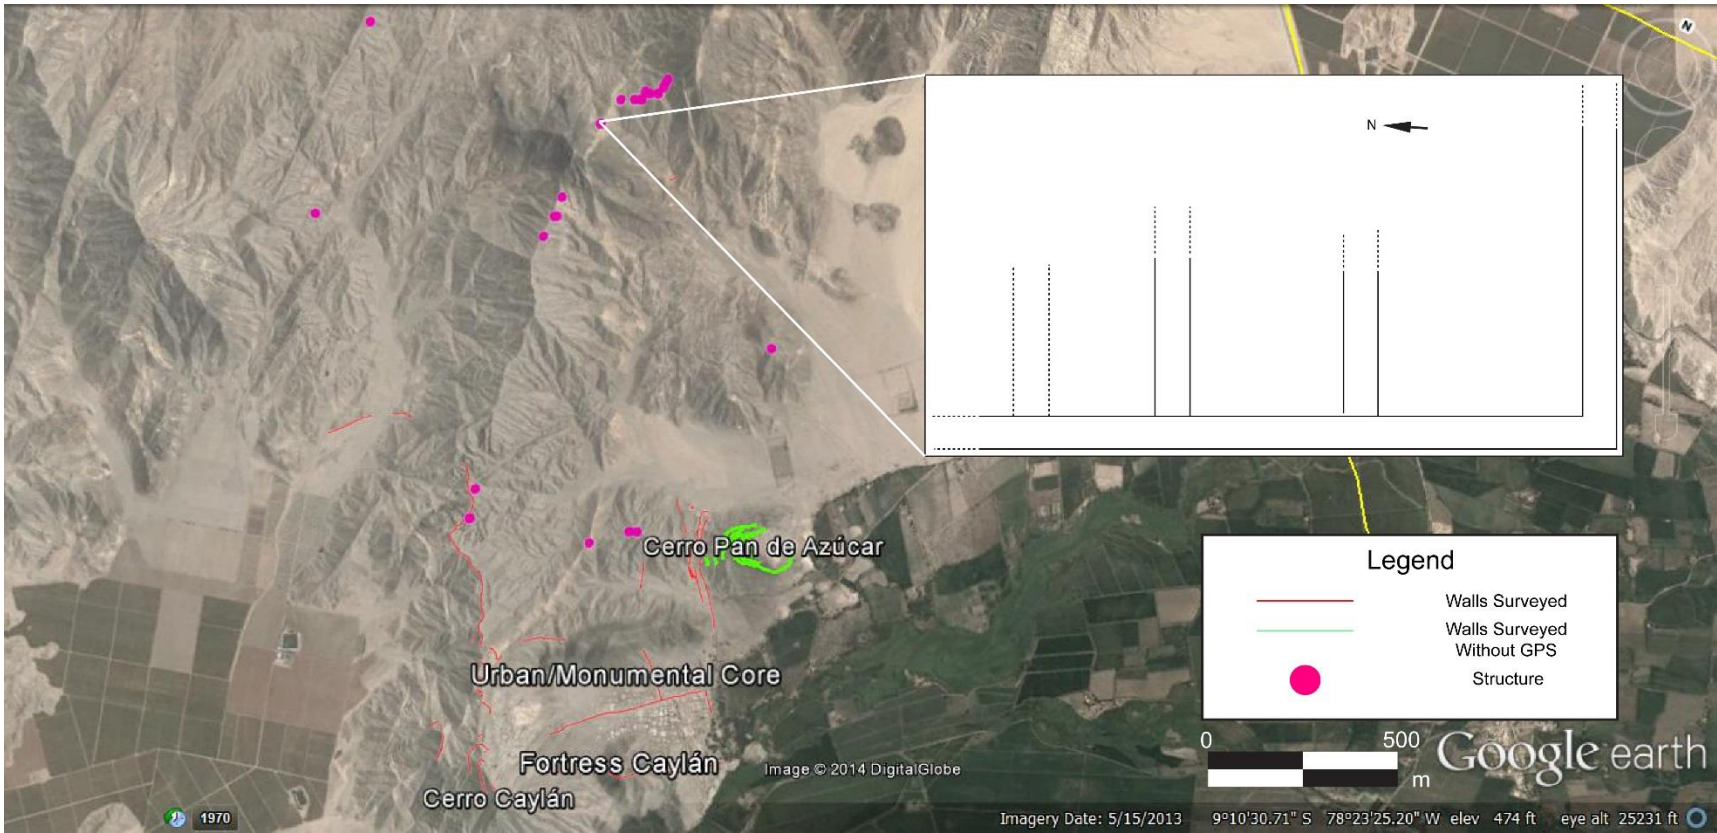 N
N
Cerro Pan de Azúcar
Legend
Walls Surveyed
Walls Surveyed
Without GPS
Structure
Urban/Monumental Core
Fortress Caylán
Cerro Caylán
0 500
m
Google earth
Image © 2014 DigitalGlobe
1970
Imagery Date: 5/15/2013 9°10'30.71" S 78°23'25.20" W elev 474 ft eye alt 25231 ft